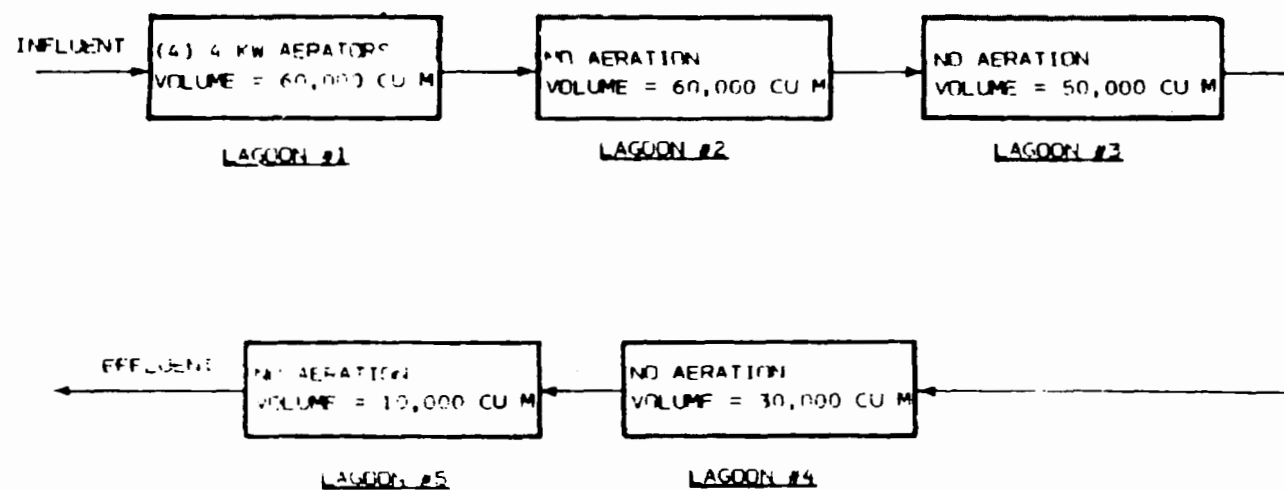 INFLUENT
(4) 4 KW AERATORS
VOLUME = 60,000 CU M
LAGOON #1
NO AERATION
VOLUME = 60,000 CU M
LAGOON #2
NO AERATION
VOLUME = 50,000 CU M
LAGOON #3
EFFLUENT
NO AERATION
VOLUME = 10,000 CU M
LAGOON #5
NO AERATION
VOLUME = 30,000 CU M
LAGOON #4